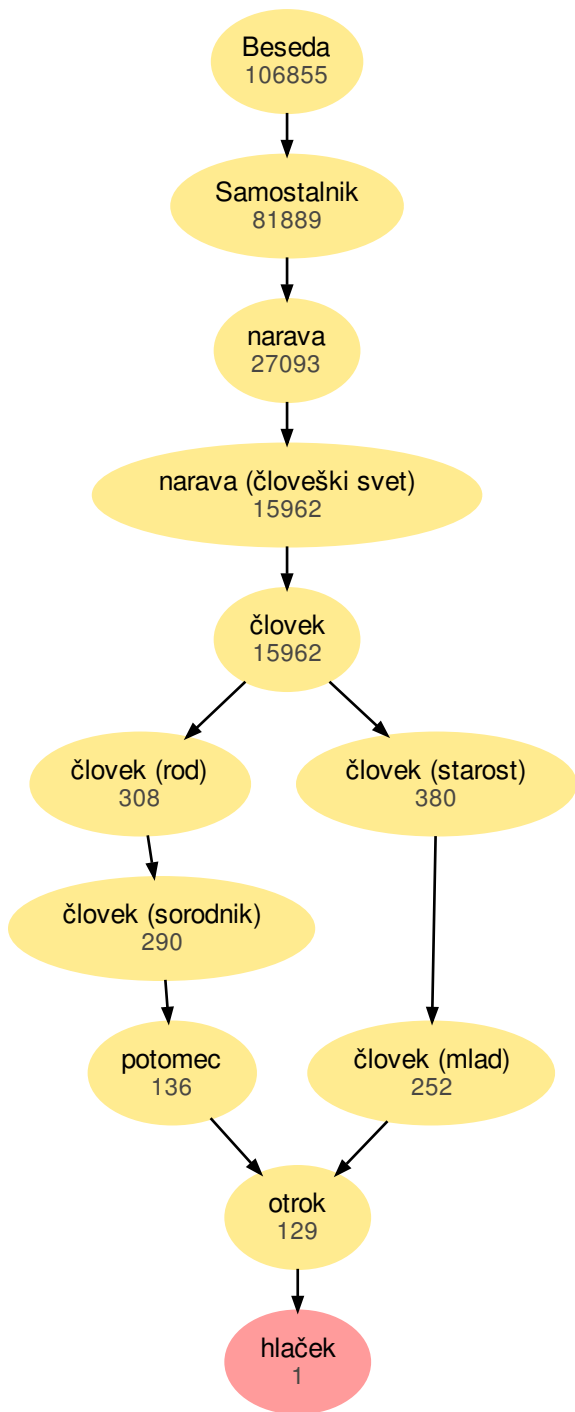 Beseda
106855
Samostalnik
81889
narava
27093
narava (človeški svet)
15962
človek
15962
človek (rod)
308
človek (starost)
380
človek (sorodnik)
290
potomec
136
človek (mlad)
252
otrok
129
hlaček
1